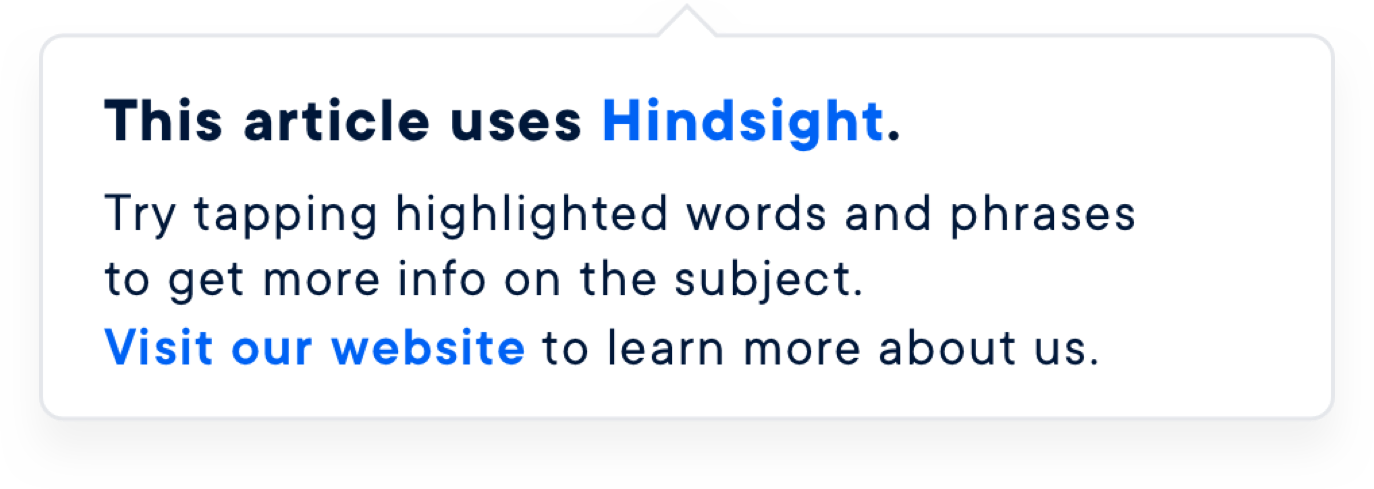 This article uses Hindsight.
Try tapping highlighted words and phrases
to get more info on the subject.
Visit our website to learn more about us.